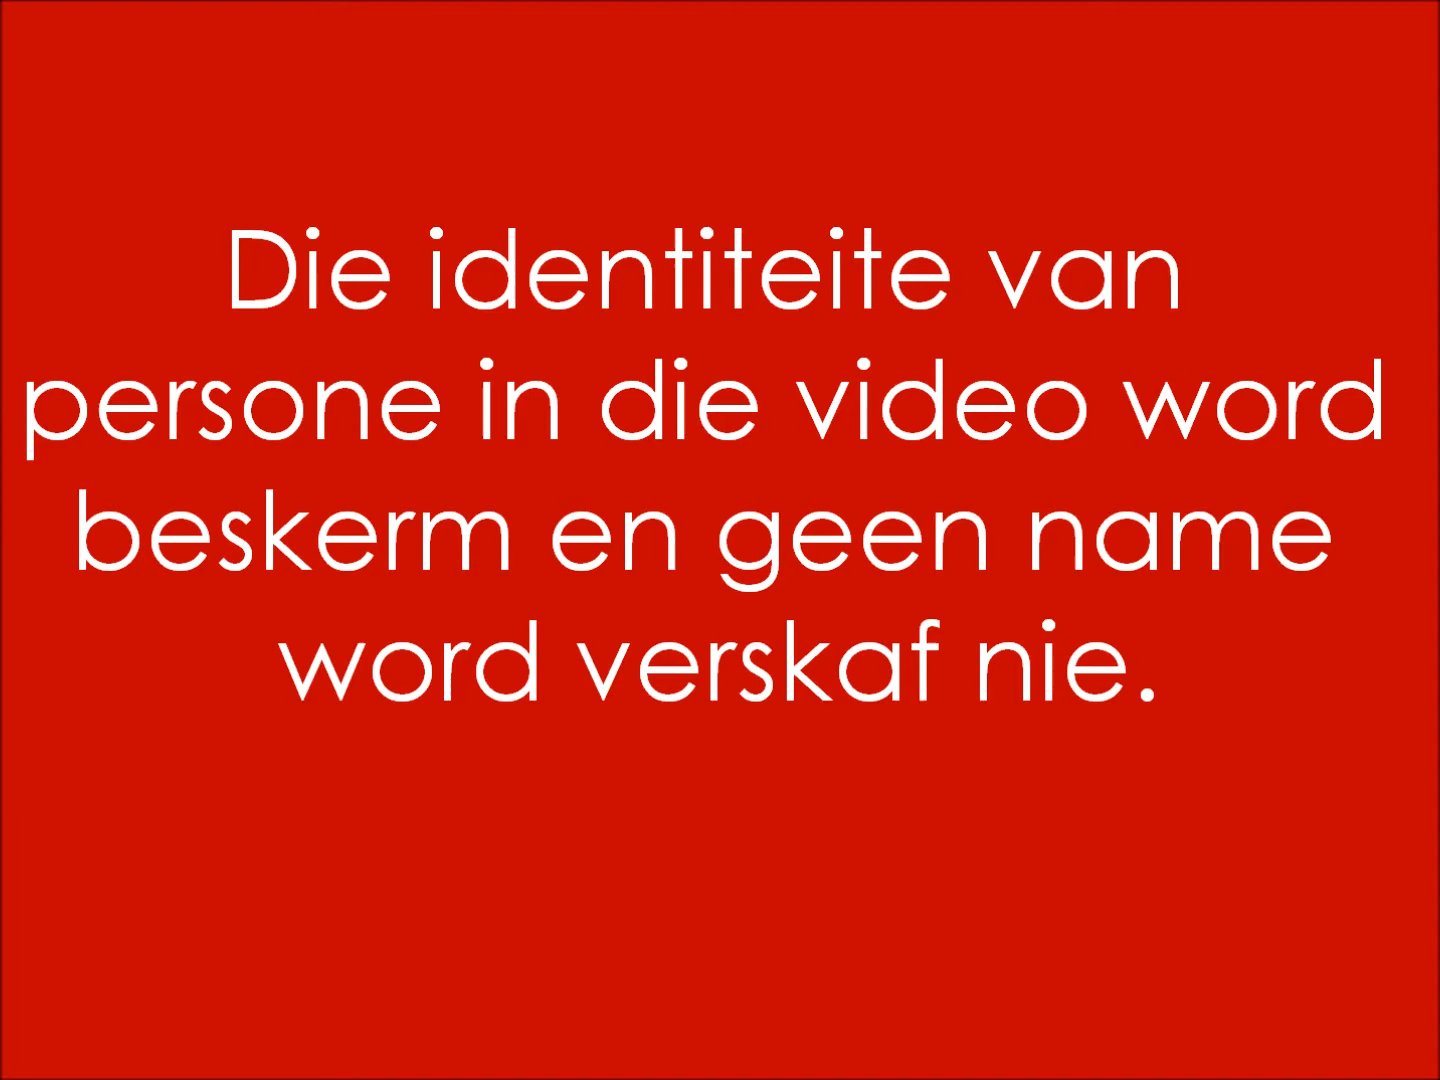 Die identiteite van
persone in die video word
beskerm en geen name
word verskaf nie.